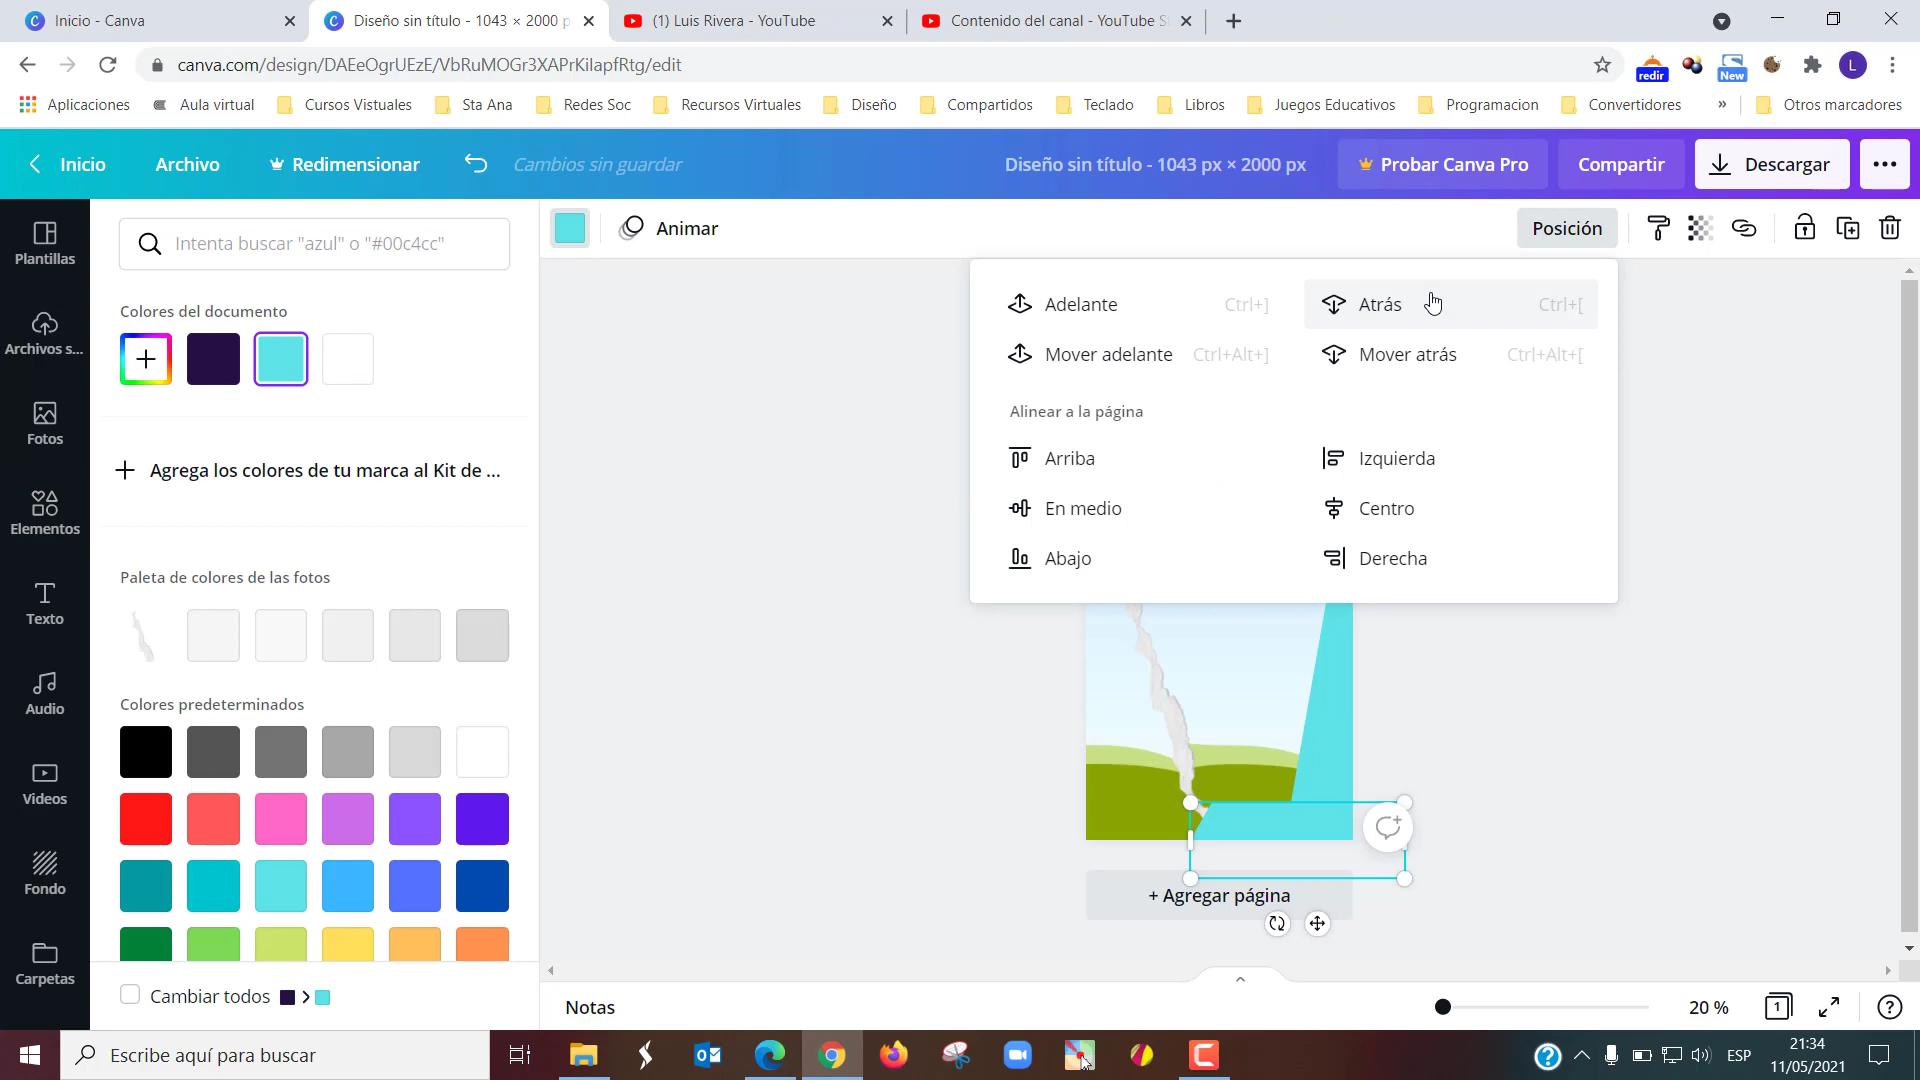 Inicio - Canva
Diseño sin título - 1043 × 2000 p
(1) Luis Rivera - YouTube
Contenido del canal - YouTube S
canva.com/design/DAEeOgrUEzE/VbRuMOGr3XAPrKiIapfRtg/edit
redir
New
L
Aplicaciones
Aula virtual
Cursos Vistuales
Sta Ana
Redes Soc
Recursos Virtuales
Diseño
Compartidos
Teclado
Libros
Juegos Educativos
Programacion
Convertidores
»
Otros marcadores
Inicio
Archivo
Redimensionar
Cambios sin guardar
Diseño sin título - 1043 px × 2000 px
Probar Canva Pro
Compartir
Descargar
Plantillas
Archivos s...
Fotos
Elementos
Texto
Audio
Videos
Fondo
Carpetas
Intenta buscar "azul" o "#00c4cc"
Colores del documento
Agrega los colores de tu marca al Kit de ...
Paleta de colores de las fotos
Colores predeterminados
Cambiar todos
Animar
Posición
Adelante Ctrl+]
Atrás Ctrl+[
Mover adelante Ctrl+Alt+]
Mover atrás Ctrl+Alt+[
Alinear a la página
Arriba
Izquierda
En medio
Centro
Abajo
Derecha
+ Agregar página
Notas
20 %
1
Escribe aquí para buscar
ESP
21:34
11/05/2021